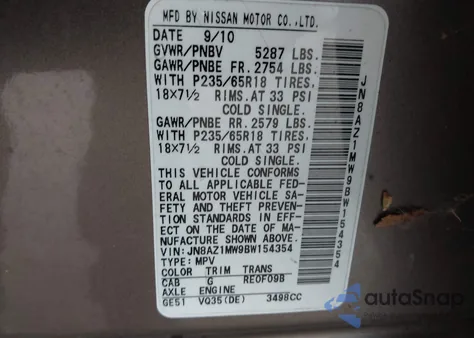 MFD BY NISSAN MOTOR CO.,LTD.
DATE 9/10
GVWR/PNBV 5287 LBS.
GAWR/PNBE FR. 2754 LBS.
WITH P235/65R18 TIRES,
18×7½ RIMS.AT 33 PSI
COLD SINGLE.
GAWR/PNBE RR. 2579 LBS.
WITH P235/65R18 TIRES,
18×7½ RIMS.AT 33 PSI
COLD SINGLE.
THIS VEHICLE CONFORMS
TO ALL APPLICABLE FED-
ERAL MOTOR VEHICLE SA-
FETY AND THEFT PREVEN-
TION STANDARDS IN EFF-
ECT ON THE DATE OF MA-
NUFACTURE SHOWN ABOVE.
VIN:JN8AZ1MW9BW154354
TYPE:MPV
COLOR TRIM TRANS
CAB G RE0F09B
AXLE ENGINE
GE51 VQ35(DE) 3498CC
JN8AZ1MW9BW154354
autoSnap